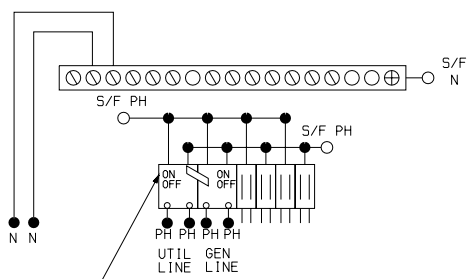 S/F
N
S/F PH
S/F PH
ON ON
OFF OFF
N N
PH PH PH PH
UTIL GEN
LINE LINE